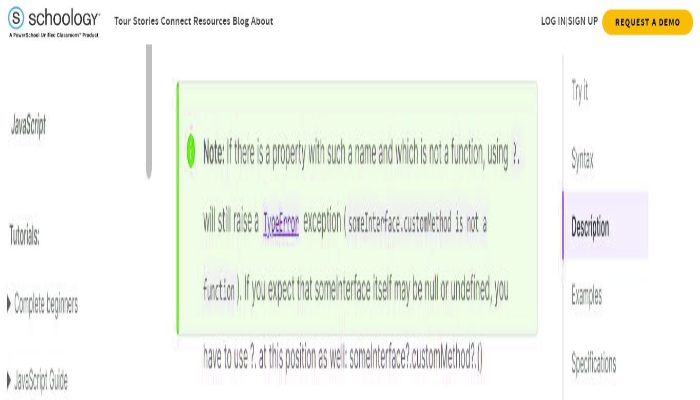 schoology
A PowerSchool Unified Classroom Product
Tour Stories Connect Resources Blog About
LOG IN|SIGN UP
REQUEST A DEMO
JavaScript
Tutorials:
Complete beginners
JavaScript Guide
Note: If there is a property with such a name and which is not a function, using ?.
will still raise a TypeError exception (someInterface.customMethod is not a
function). If you expect that someInterface itself may be null or undefined, you
have to use ?. at this position as well: someInterface?.customMethod?.()
Try it
Syntax
Description
Examples
Specifications